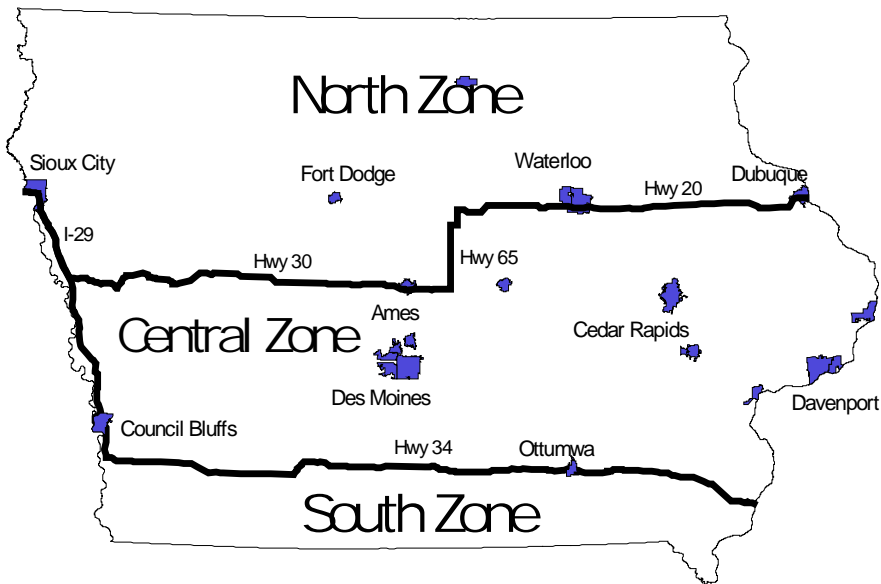 North Zone
Sioux City
Fort Dodge
Waterloo
Dubuque
Hwy 20
I-29
Hwy 30
Hwy 65
Ames
Central Zone
Cedar Rapids
Des Moines
Davenport
Council Bluffs
Hwy 34
Ottumwa
South Zone